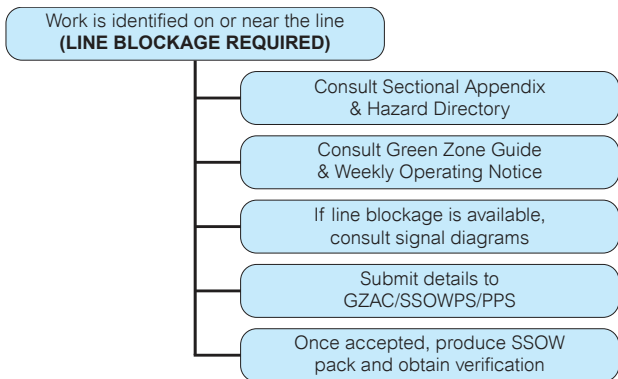 Work is identified on or near the line
(LINE BLOCKAGE REQUIRED)
Consult Sectional Appendix
& Hazard Directory
Consult Green Zone Guide
& Weekly Operating Notice
If line blockage is available,
consult signal diagrams
Submit details to
GZAC/SSOWPS/PPS
Once accepted, produce SSOW
pack and obtain verification